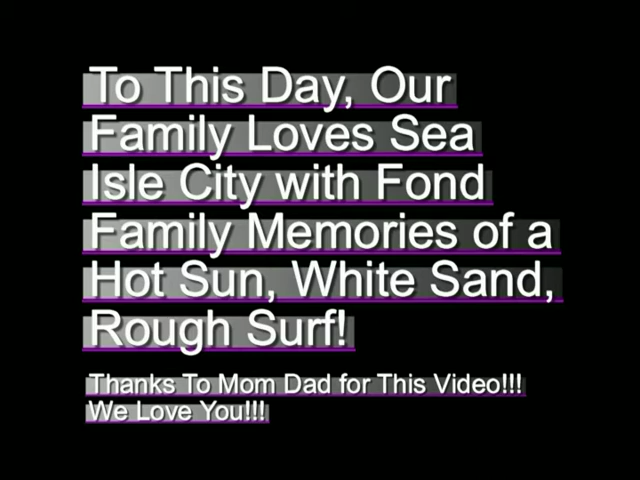 To This Day, Our
Family Loves Sea
Isle City with Fond
Family Memories of a
Hot Sun, White Sand,
Rough Surf!
Thanks To Mom Dad for This Video!!!
We Love You!!!